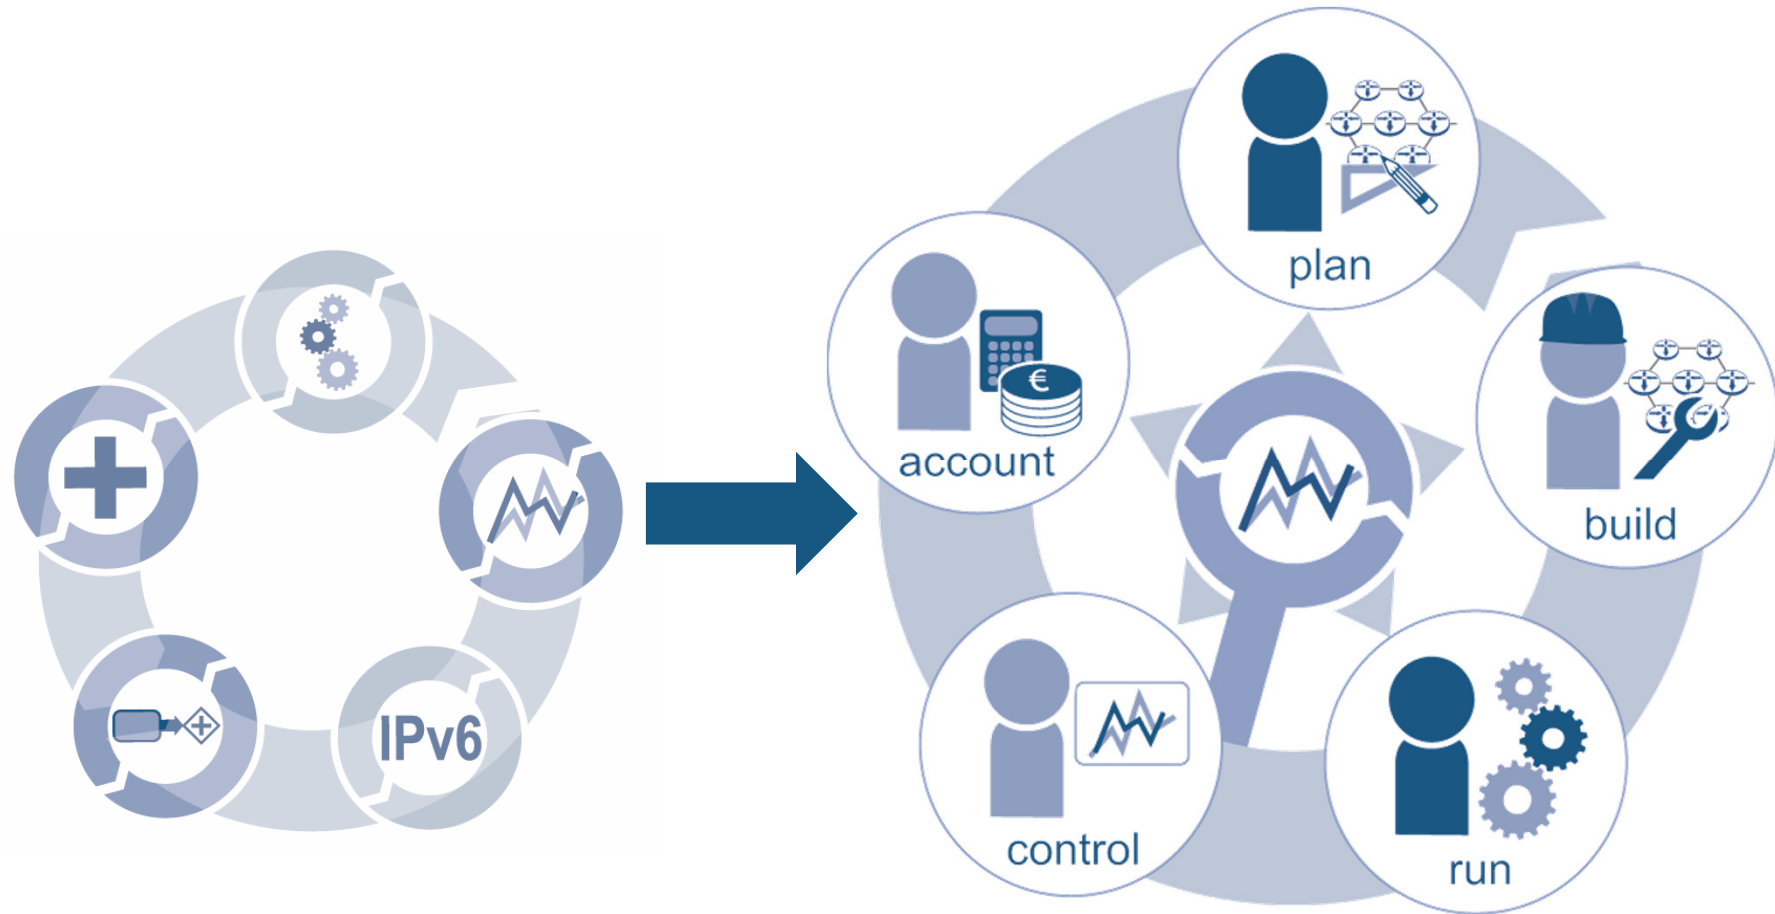 IPv6
plan
build
run
control
account
€